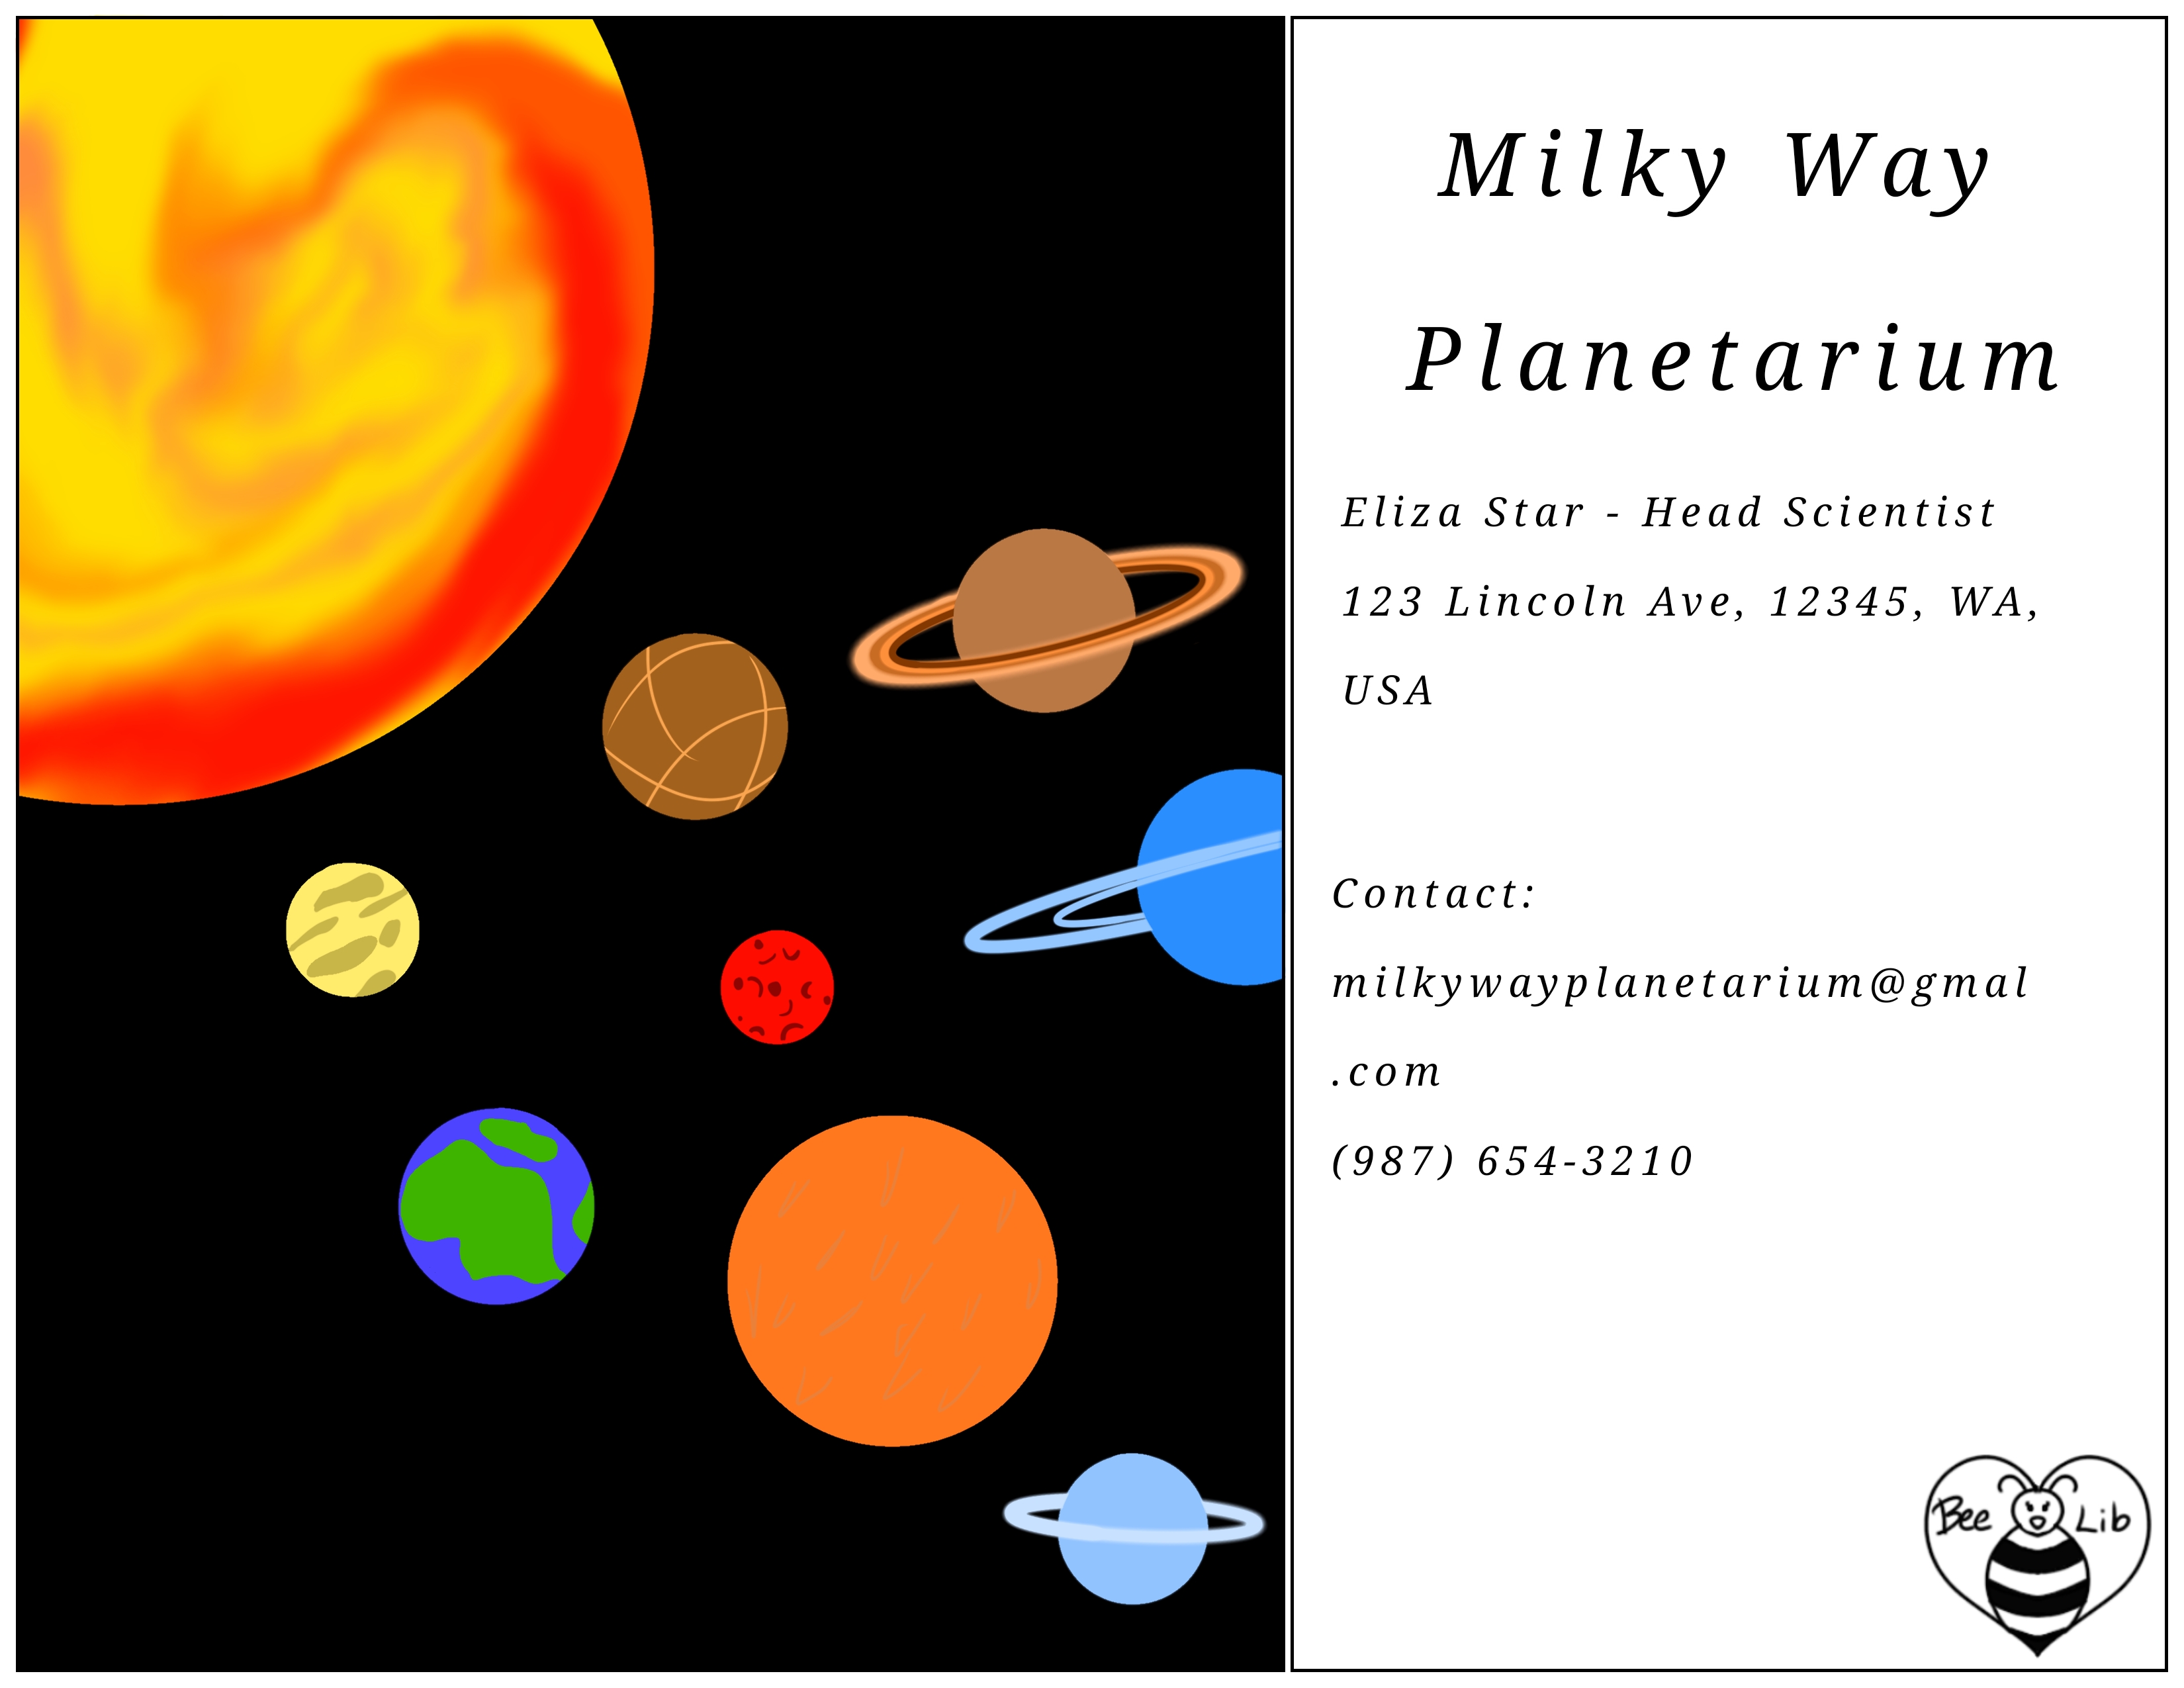 Milky Way
Planetarium
Eliza Star - Head Scientist
123 Lincoln Ave, 12345, WA,
USA
Contact:
milkywayplanetarium@gmal
.com
(987) 654-3210
Bee Lib